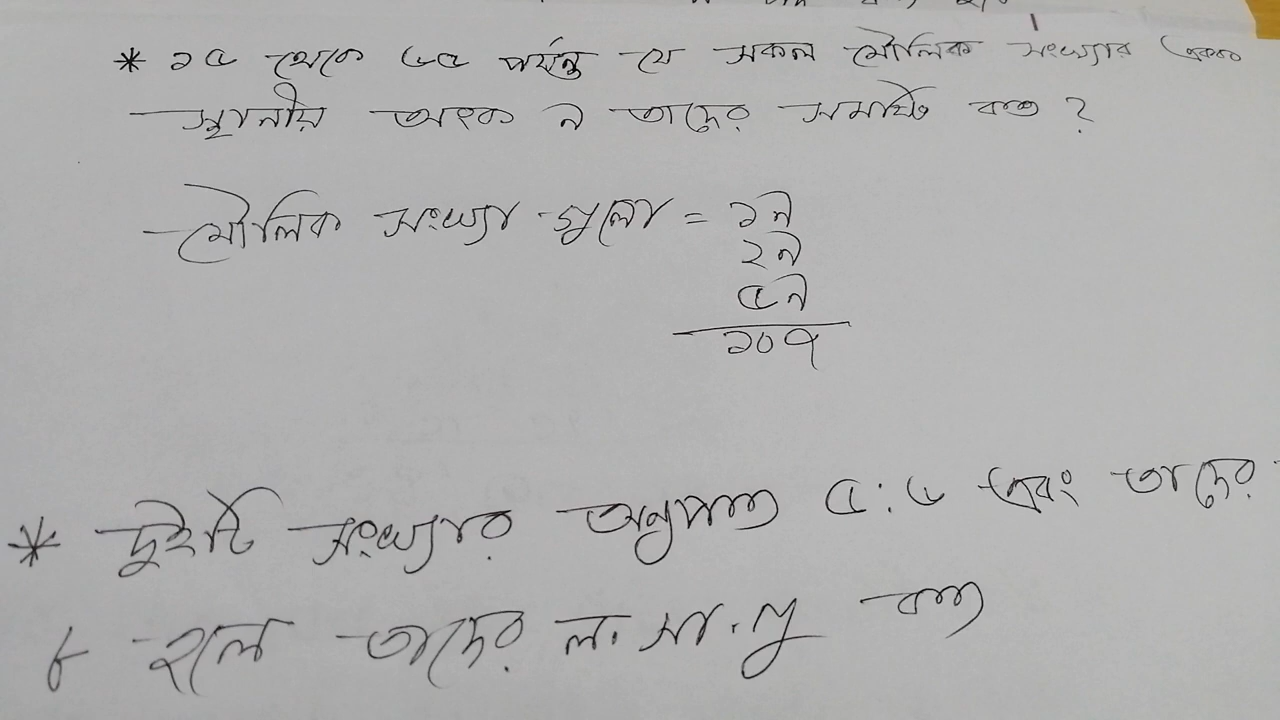 * ১৫ থেকে ৬৫ পর্যন্ত যে সকল মৌলিক সংখ্যার একক
স্থানীয় অংক ৯ তাদের সমষ্টি কত ?
মৌলিক সংখ্যা গুলো = ১৯
২৯
৫৯
১০৭
* দুইটি সংখ্যার অনুপাত ৫:৬ এবং তাদের
৮ হলে তাদের ল.সা.গু কত